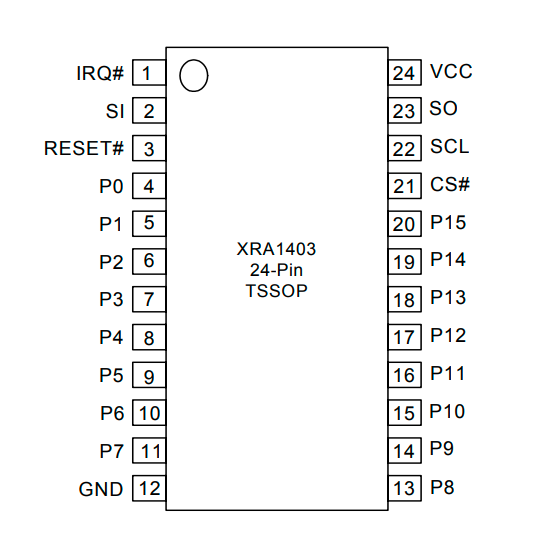 IRQ# 1 24 VCC
SI 2 23 SO
RESET# 3 22 SCL
P0 4 21 CS#
P1 5 20 P15
XRA1403
24-Pin
TSSOP
P2 6 19 P14
P3 7 18 P13
P4 8 17 P12
P5 9 16 P11
P6 10 15 P10
P7 11 14 P9
GND 12 13 P8